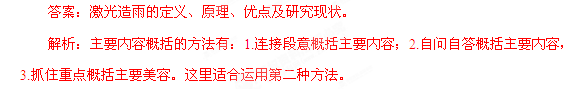 答案：激光造雨的定义、原理、优点及研究现状。
解析：主要内容概括的方法有：1.连接段意概括主要内容；2.自问自答概括主要内容，
3.抓住重点概括主要美容。这里适合运用第二种方法。